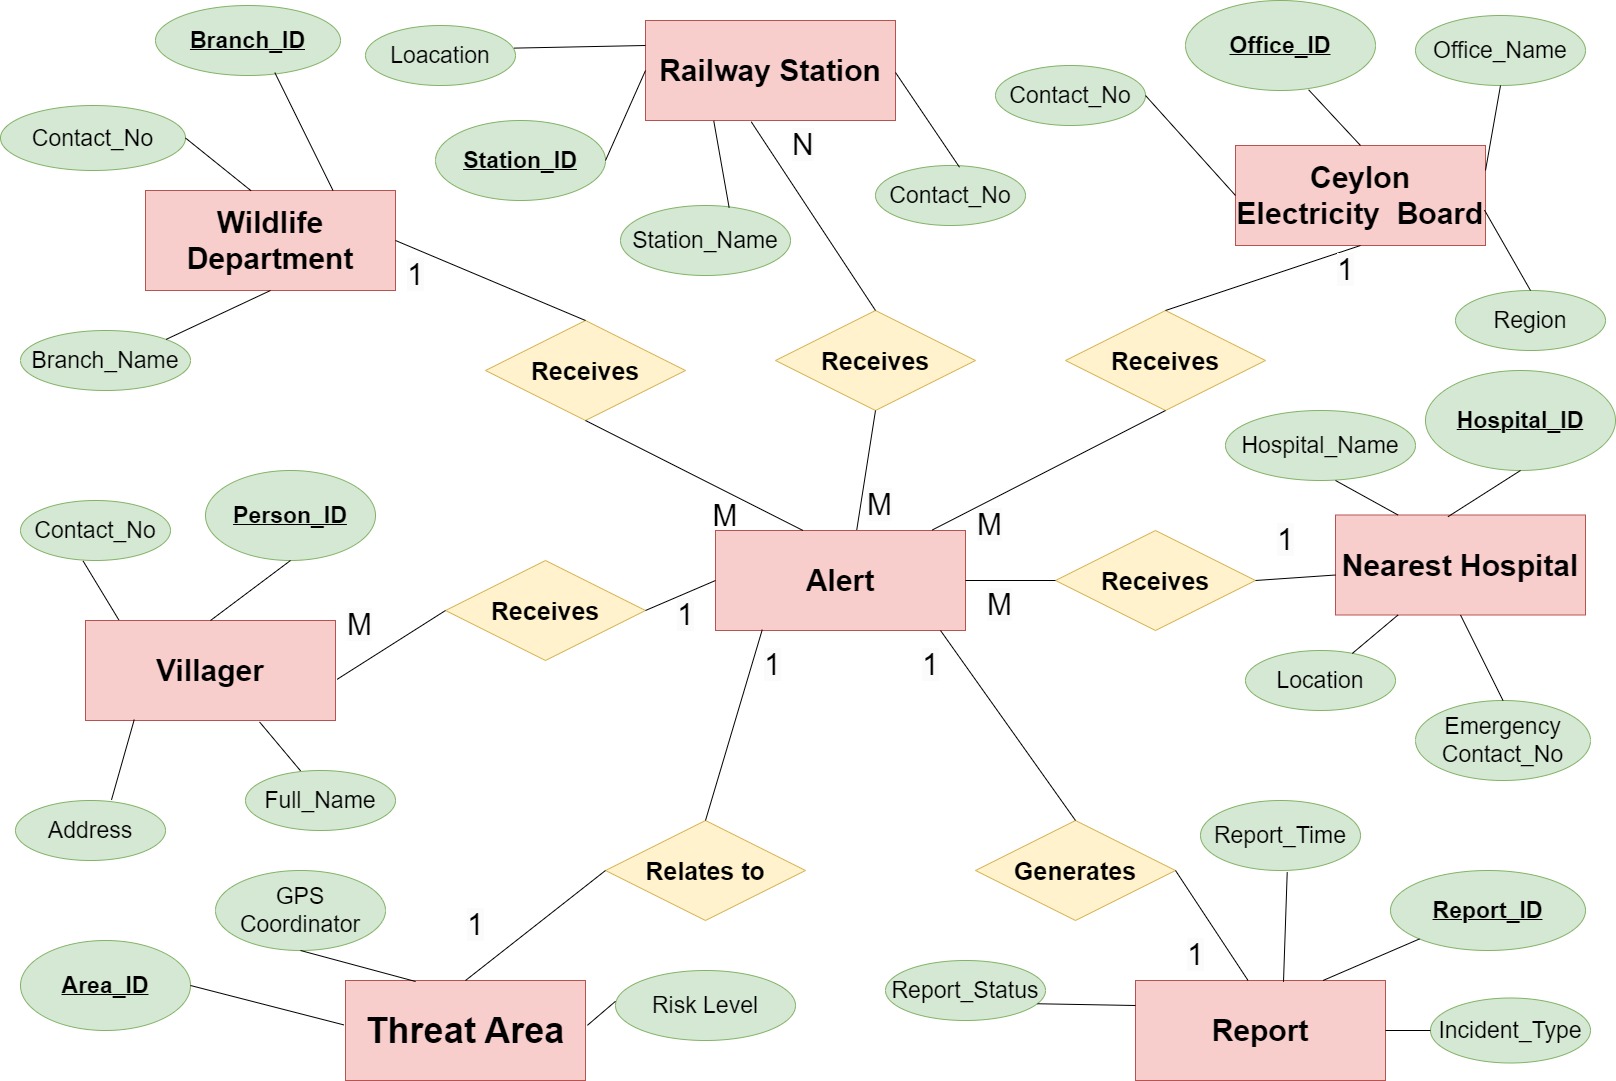 Branch_ID
Loacation
Railway Station
Office_ID
Office_Name
Contact_No
Contact_No
Station_ID
N
Contact_No
Ceylon
Electricity Board
Wildlife
Department
Station_Name
1
1
Branch_Name
Region
Receives
Receives
Receives
Hospital_Name
Hospital_ID
Contact_No
Person_ID
M
M
M
Alert
Receives
1
Nearest Hospital
M
Receives
1
M
Villager
1
1
Location
Emergency
Contact_No
Address
Full_Name
Report_Time
Relates to
Generates
GPS
Coordinator
1
Report_ID
1
Area_ID
Risk Level
Report_Status
Threat Area
Report
Incident_Type